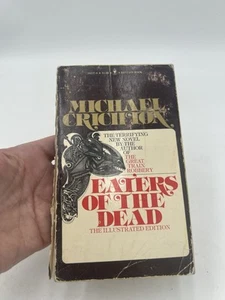 MICHAEL
CRICHTON
THE TERRIFYING
NEW NOVEL
BY THE
AUTHOR
OF
THE
GREAT
TRAIN
ROBBERY
EATERS
OF THE
DEAD
THE ILLUSTRATED EDITION